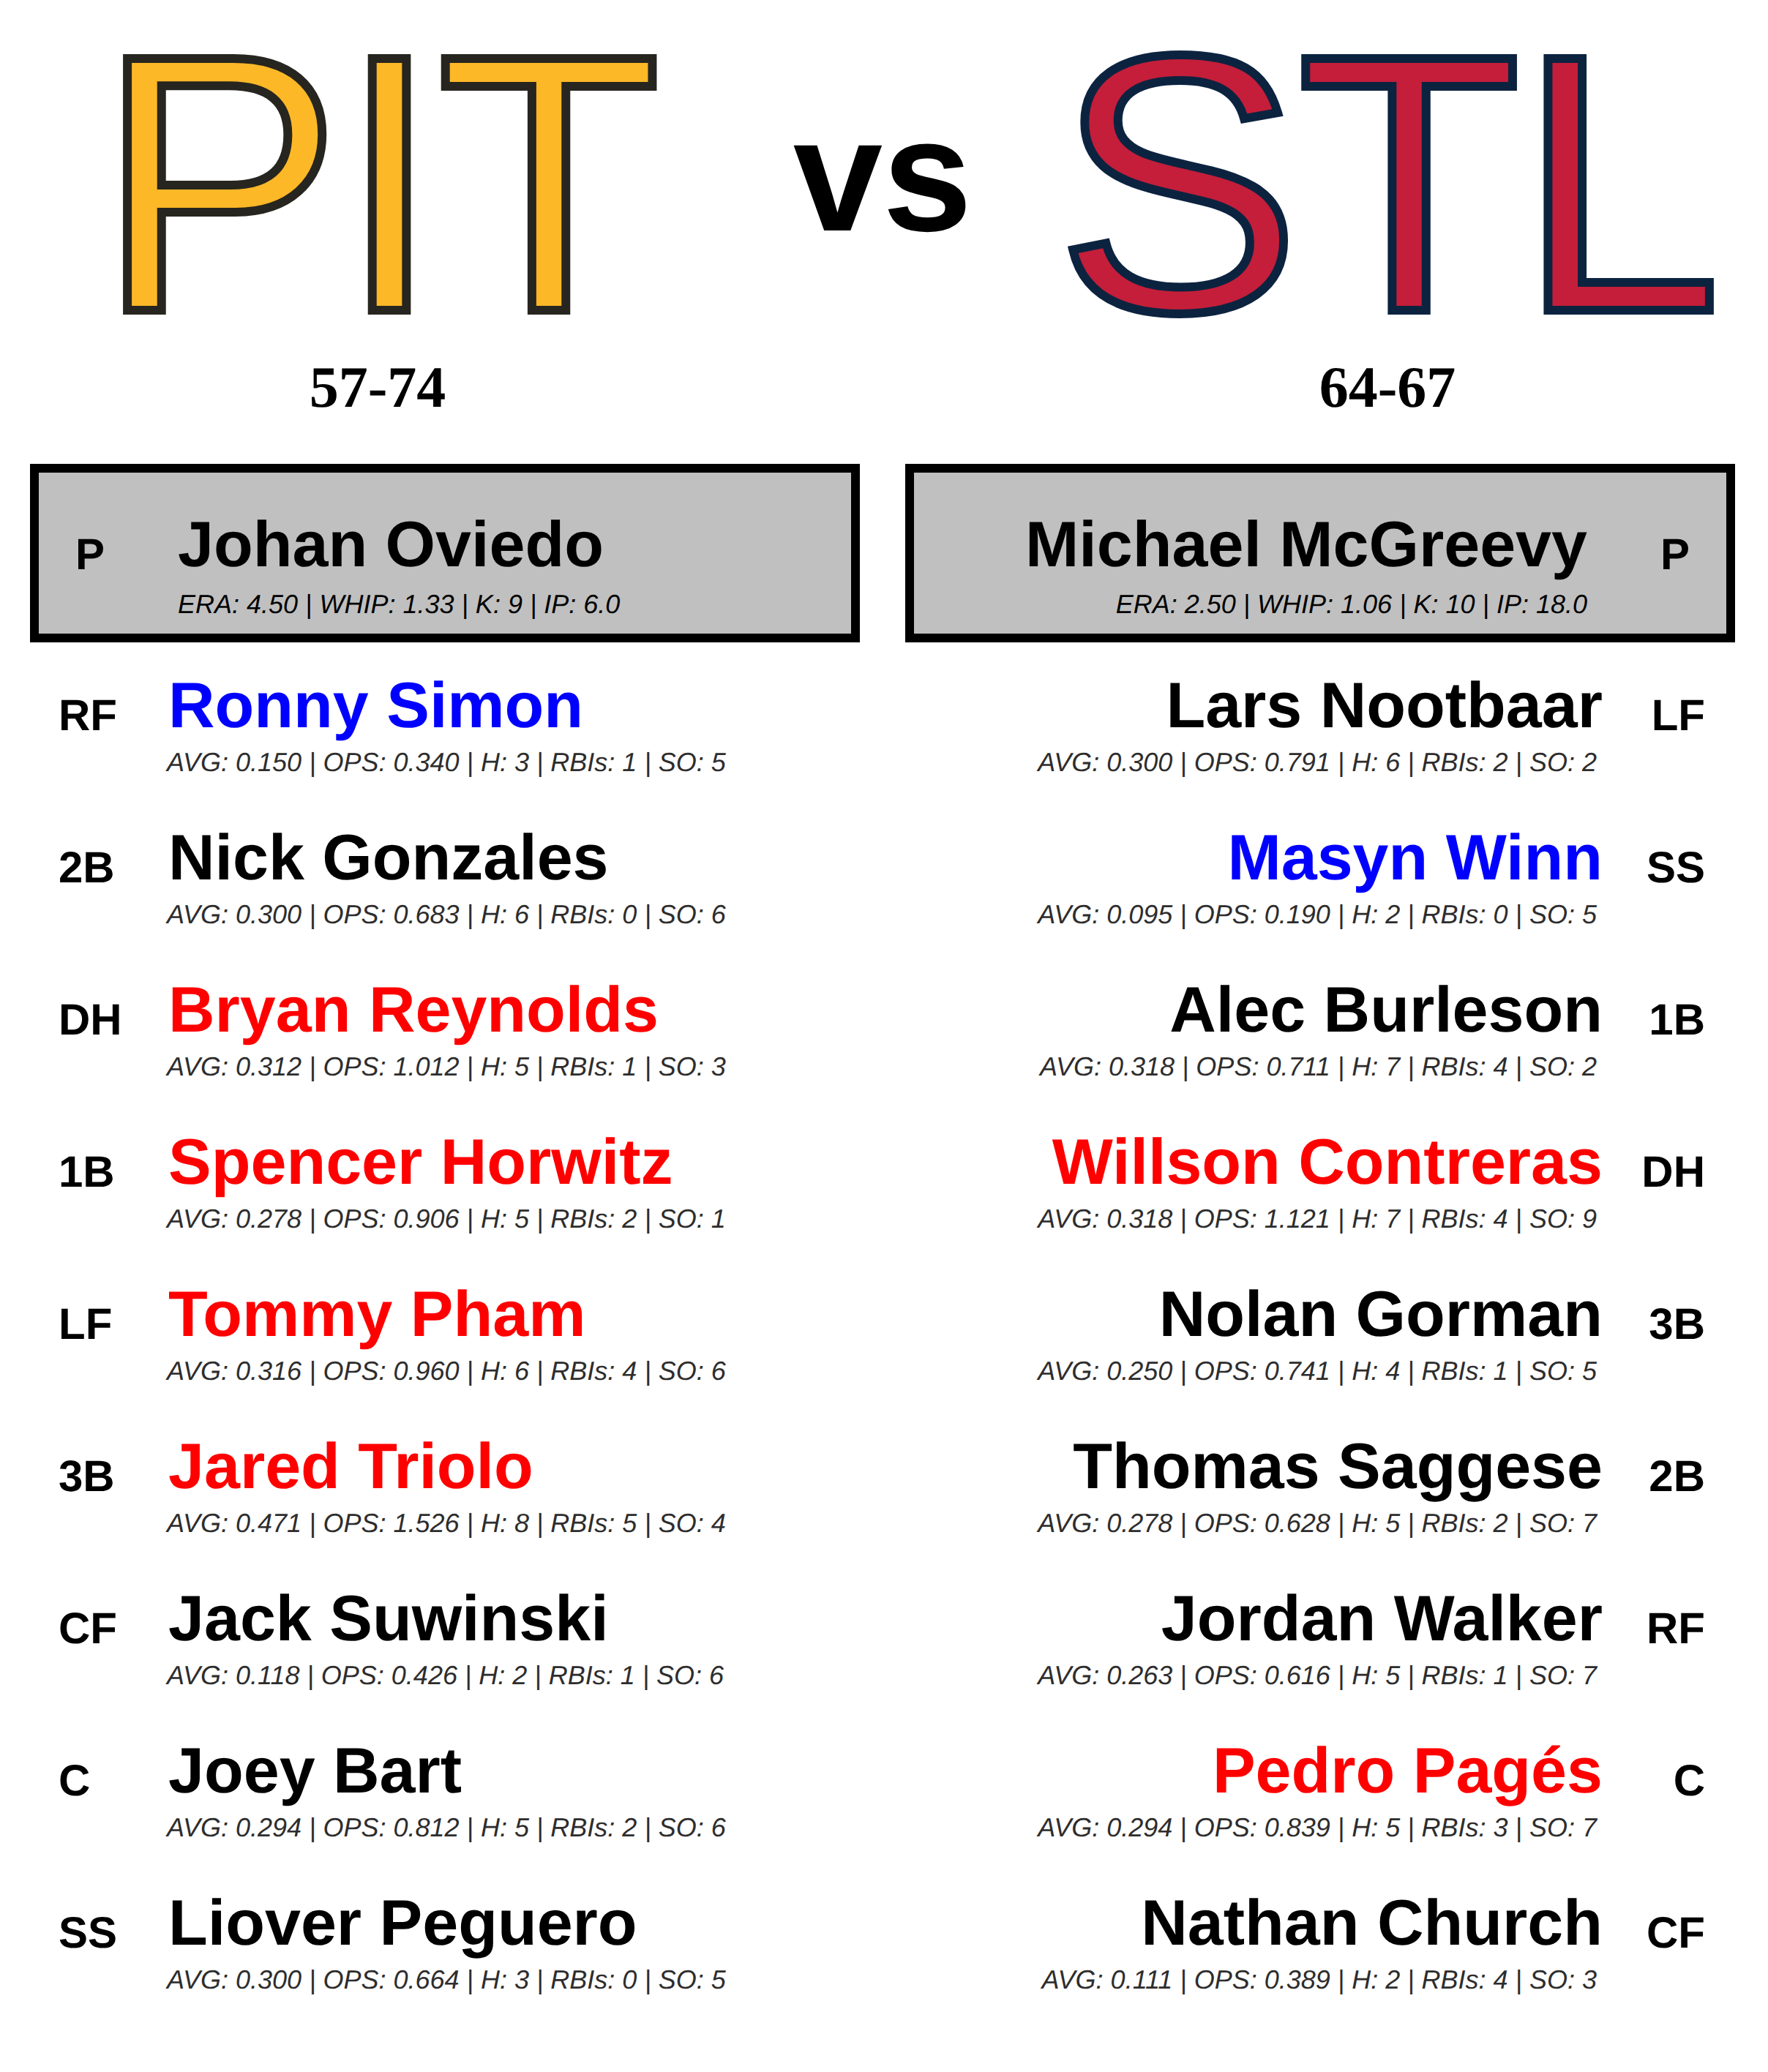 PIT vs STL
57-74 64-67
P Johan Oviedo
ERA: 4.50 | WHIP: 1.33 | K: 9 | IP: 6.0
Michael McGreevy P
ERA: 2.50 | WHIP: 1.06 | K: 10 | IP: 18.0
RF Ronny Simon
AVG: 0.150 | OPS: 0.340 | H: 3 | RBIs: 1 | SO: 5
2B Nick Gonzales
AVG: 0.300 | OPS: 0.683 | H: 6 | RBIs: 0 | SO: 6
DH Bryan Reynolds
AVG: 0.312 | OPS: 1.012 | H: 5 | RBIs: 1 | SO: 3
1B Spencer Horwitz
AVG: 0.278 | OPS: 0.906 | H: 5 | RBIs: 2 | SO: 1
LF Tommy Pham
AVG: 0.316 | OPS: 0.960 | H: 6 | RBIs: 4 | SO: 6
3B Jared Triolo
AVG: 0.471 | OPS: 1.526 | H: 8 | RBIs: 5 | SO: 4
CF Jack Suwinski
AVG: 0.118 | OPS: 0.426 | H: 2 | RBIs: 1 | SO: 6
C Joey Bart
AVG: 0.294 | OPS: 0.812 | H: 5 | RBIs: 2 | SO: 6
SS Liover Peguero
AVG: 0.300 | OPS: 0.664 | H: 3 | RBIs: 0 | SO: 5
Lars Nootbaar LF
AVG: 0.300 | OPS: 0.791 | H: 6 | RBIs: 2 | SO: 2
Masyn Winn SS
AVG: 0.095 | OPS: 0.190 | H: 2 | RBIs: 0 | SO: 5
Alec Burleson 1B
AVG: 0.318 | OPS: 0.711 | H: 7 | RBIs: 4 | SO: 2
Willson Contreras DH
AVG: 0.318 | OPS: 1.121 | H: 7 | RBIs: 4 | SO: 9
Nolan Gorman 3B
AVG: 0.250 | OPS: 0.741 | H: 4 | RBIs: 1 | SO: 5
Thomas Saggese 2B
AVG: 0.278 | OPS: 0.628 | H: 5 | RBIs: 2 | SO: 7
Jordan Walker RF
AVG: 0.263 | OPS: 0.616 | H: 5 | RBIs: 1 | SO: 7
Pedro Pagés C
AVG: 0.294 | OPS: 0.839 | H: 5 | RBIs: 3 | SO: 7
Nathan Church CF
AVG: 0.111 | OPS: 0.389 | H: 2 | RBIs: 4 | SO: 3